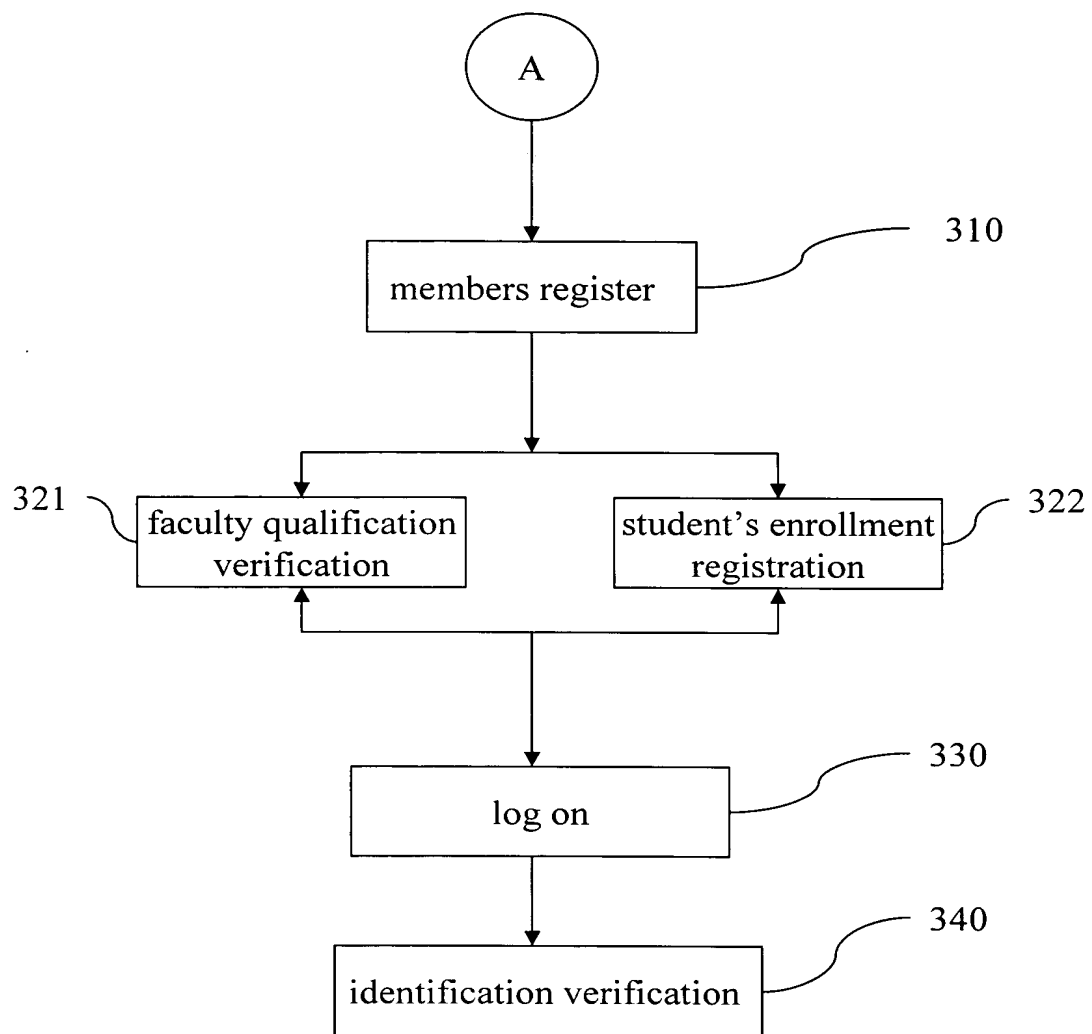 A
310
members register
321
faculty qualification
verification
student’s enrollment
registration
322
330
log on
340
identification verification